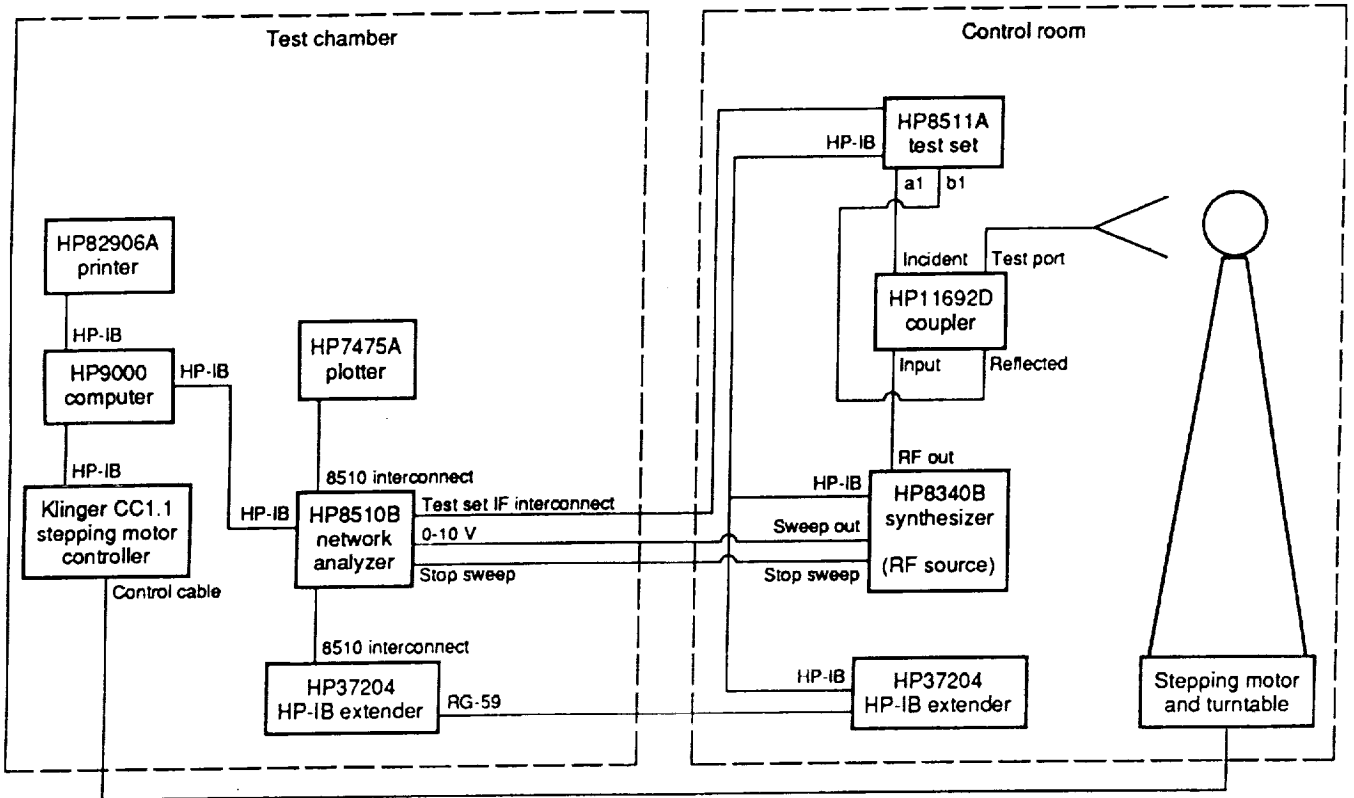 Test chamber
HP82906A
printer
HP-IB
HP9000
computer
HP-IB
HP-IB
Klinger CC1.1
stepping motor
controller
Control cable
HP7475A
plotter
8510 interconnect
HP-IB
HP8510B
network
analyzer
Test set IF interconnect
0-10 V
Stop sweep
8510 interconnect
HP37204
HP-IB extender
RG-59
Control room
HP8511A
test set
HP-IB
a1
b1
Incident
Test port
HP11692D
coupler
Input
Reflected
RF out
HP-IB
HP8340B
synthesizer
(RF source)
Sweep out
Stop sweep
HP-IB
HP37204
HP-IB extender
Stepping motor
and turntable